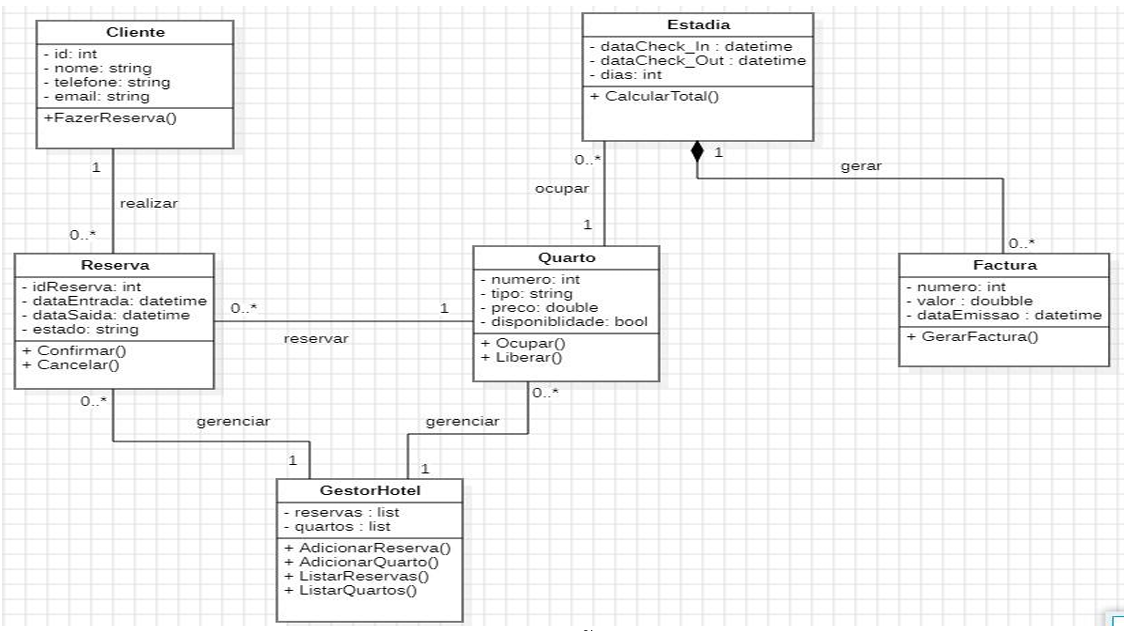 Cliente
- id: int
- nome: string
- telefone: string
- email: string
+FazerReserva()
Estadia
- dataCheck_In : datetime
- dataCheck_Out : datetime
- dias: int
+ CalcularTotal()
1
realizar
0..*
0..*
ocupar
1
1
gerar
0..*
Reserva
- idReserva: int
- dataEntrada: datetime
- dataSaida: datetime
- estado: string
+ Confirmar()
+ Cancelar()
0..*
1
reservar
Quarto
- numero: int
- tipo: string
- preco: double
- disponiblidade: bool
+ Ocupar()
+ Liberar()
Factura
- numero: int
- valor : doubble
- dataEmissao : datetime
+ GerarFactura()
0..*
gerenciar
1
0..*
gerenciar
1
GestorHotel
- reservas : list
- quartos : list
+ AdicionarReserva()
+ AdicionarQuarto()
+ ListarReservas()
+ ListarQuartos()